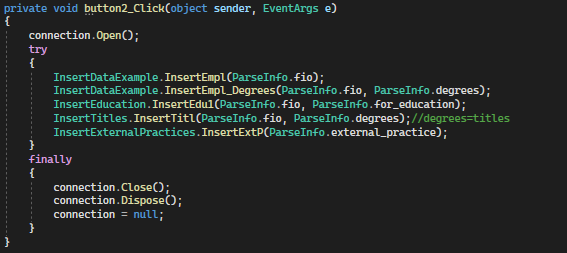 private void button2_Click(object sender, EventArgs e)
{
    connection.Open();
    try
    {
        InsertDataExample.InsertEmpl(ParseInfo.fio);
        InsertDataExample.InsertEmpl_Degrees(ParseInfo.fio, ParseInfo.degrees);
        InsertEducation.InsertEdu1(ParseInfo.fio, ParseInfo.for_education);
        InsertTitles.InsertTitl(ParseInfo.fio, ParseInfo.degrees);//degrees=titles
        InsertExternalPractices.InsertExtP(ParseInfo.external_practice);
    }
    finally
    {
        connection.Close();
        connection.Dispose();
        connection = null;
    }
}